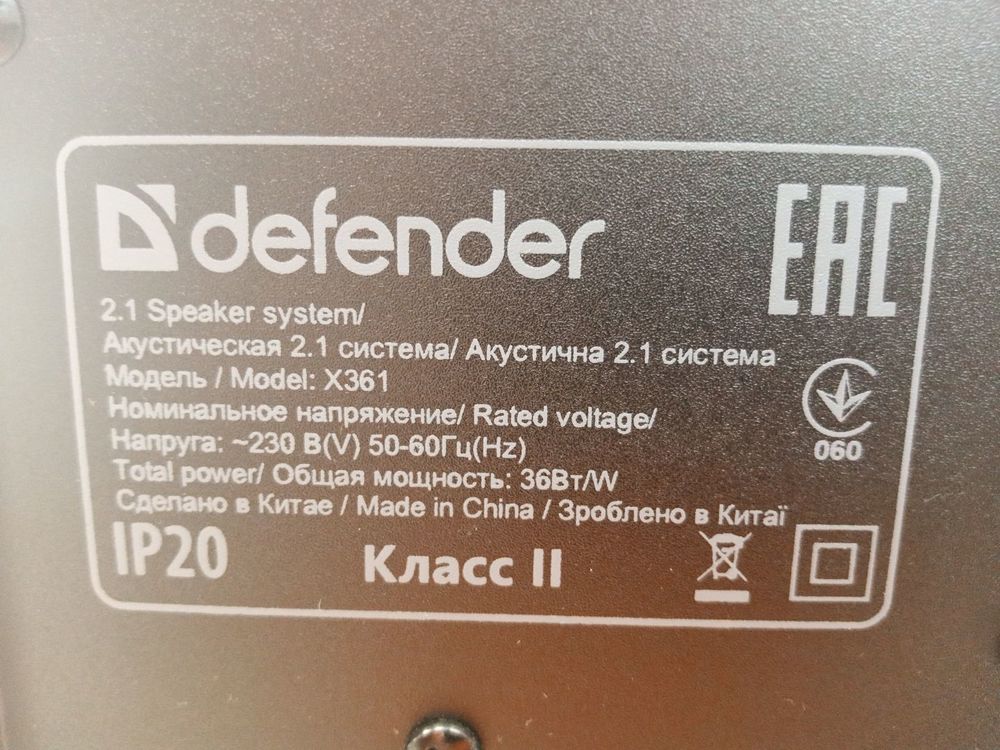 defender
EAC
2.1 Speaker system/
Акустическая 2.1 система/ Акустична 2.1 система
Модель / Model: X361
Номинальное напряжение/ Rated voltage/
Напруга: ~230 В(V) 50-60Гц(Hz)
060
Total power/ Общая мощность: 36Вт/W
Сделано в Китае / Made in China / Зроблено в Китаї
IP20 Класс II